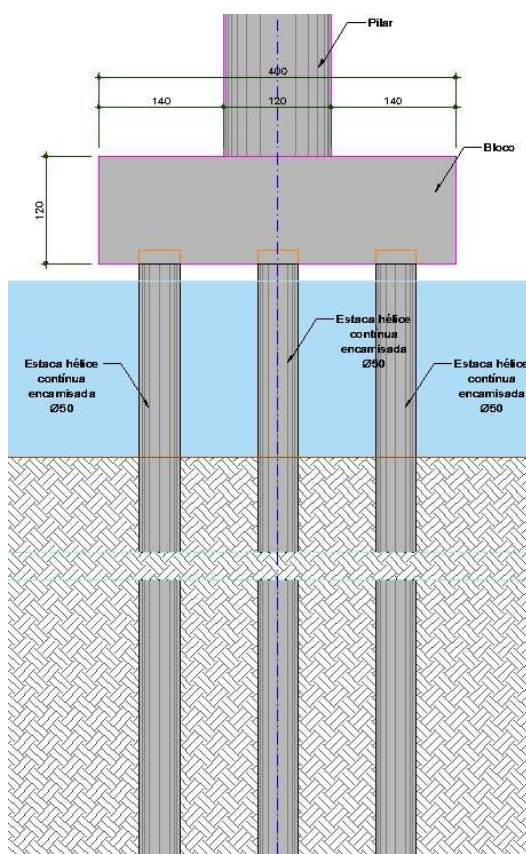 Pilar
400
140
120
140
Bloco
120
Estaca hélice
contínua
encamisada
Ø50
Estaca hélice
contínua
encamisada
Ø50
Estaca hélice
contínua
encamisada
Ø50